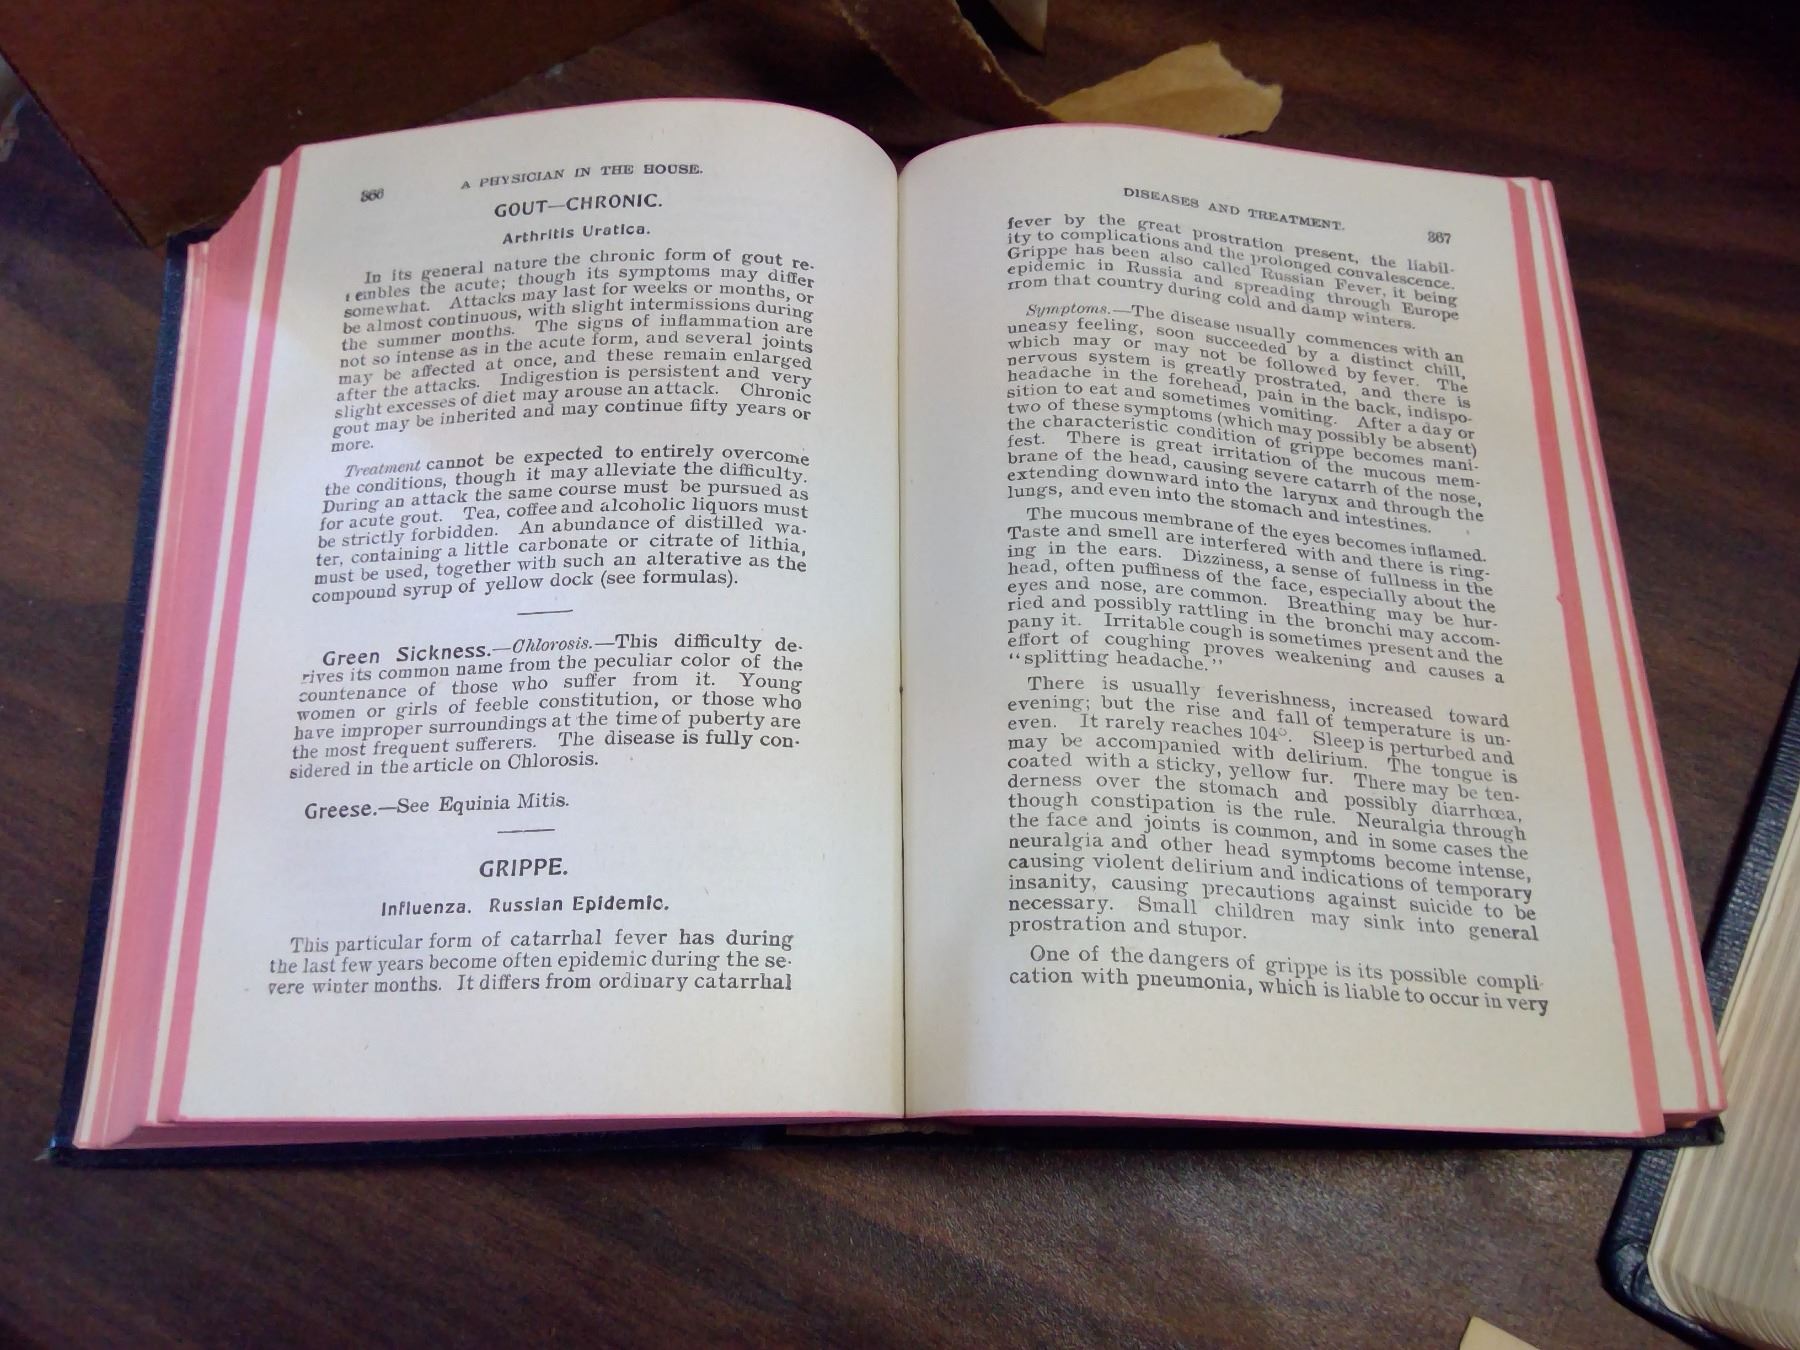 366 A PHYSICIAN IN THE HOUSE.
GOUT—CHRONIC.
Arthritis Uratica.
In its general nature the chronic form of gout re-
embles the acute; though its symptoms may differ
somewhat. Attacks may last for weeks or months, or
be almost continuous, with slight intermissions during
the summer months. The signs of inflammation are
not so intense as in the acute form, and several joints
may be affected at once, and these remain enlarged
after the attacks. Indigestion is persistent and very
slight excesses of diet may arouse an attack. Chronic
gout may be inherited and may continue fifty years or
more.
Treatment cannot be expected to entirely overcome
the conditions, though it may alleviate the difficulty.
During an attack the same course must be pursued as
for acute gout. Tea, coffee and alcoholic liquors must
be strictly forbidden. An abundance of distilled wa-
ter, containing a little carbonate or citrate of lithia,
must be used, together with such an alterative as the
compound syrup of yellow dock (see formulas).
Green Sickness.—Chlorosis.—This difficulty de-
rives its common name from the peculiar color of the
countenance of those who suffer from it. Young
women or girls of feeble constitution, or those who
have improper surroundings at the time of puberty are
the most frequent sufferers. The disease is fully con-
sidered in the article on Chlorosis.
Greese.—See Equinia Mitis.
GRIPPE.
Influenza. Russian Epidemic.
This particular form of catarrhal fever has during
the last few years become often epidemic during the se-
vere winter months. It differs from ordinary catarrhal
DISEASES AND TREATMENT. 367
fever by the great prostration present, the liabil-
ity to complications and the prolonged convalescence.
Grippe has been also called Russian Fever, it being
epidemic in Russia and spreading through Europe
from that country during cold and damp winters.
Symptoms.—The disease usually commences with an
uneasy feeling, soon succeeded by a distinct chill,
which may or may not be followed by fever. The
nervous system is greatly prostrated, and there is
headache in the forehead, pain in the back, indispo-
sition to eat and sometimes vomiting. After a day or
two of these symptoms (which may possibly be absent)
the characteristic condition of grippe becomes mani-
fest. There is great irritation of the mucous mem-
brane of the head, causing severe catarrh of the nose,
extending downward into the larynx and through the
lungs, and even into the stomach and intestines.
The mucous membrane of the eyes becomes inflamed.
Taste and smell are interfered with and there is ring-
ing in the ears. Dizziness, a sense of fullness in the
head, often puffiness of the face, especially about the
eyes and nose, are common. Breathing may be hur-
ried and possibly rattling in the bronchi may accom-
pany it. Irritable cough is sometimes present and the
effort of coughing proves weakening and causes a
"splitting headache."
There is usually feverishness, increased toward
evening; but the rise and fall of temperature is un-
even. It rarely reaches 104°. Sleep is perturbed and
may be accompanied with delirium. The tongue is
coated with a sticky, yellow fur. There may be ten-
derness over the stomach and possibly diarrhœa,
though constipation is the rule. Neuralgia through
the face and joints is common, and in some cases the
neuralgia and other head symptoms become intense,
causing violent delirium and indications of temporary
insanity, causing precautions against suicide to be
necessary. Small children may sink into general
prostration and stupor.
One of the dangers of grippe is its possible compli-
cation with pneumonia, which is liable to occur in very